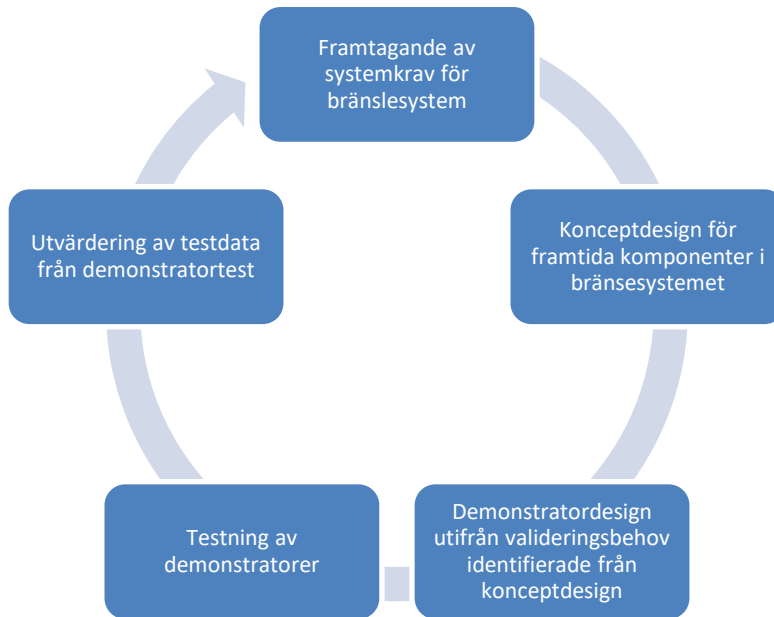 Framtagande av
systemkrav för
bränslesystem
Konceptdesign för
framtida komponenter i
bränsesystemet
Demonstratordesign
utifrån valideringsbehov
identifierade från
konceptdesign
Testning av
demonstratorer
Utvärdering av testdata
från demonstratortest